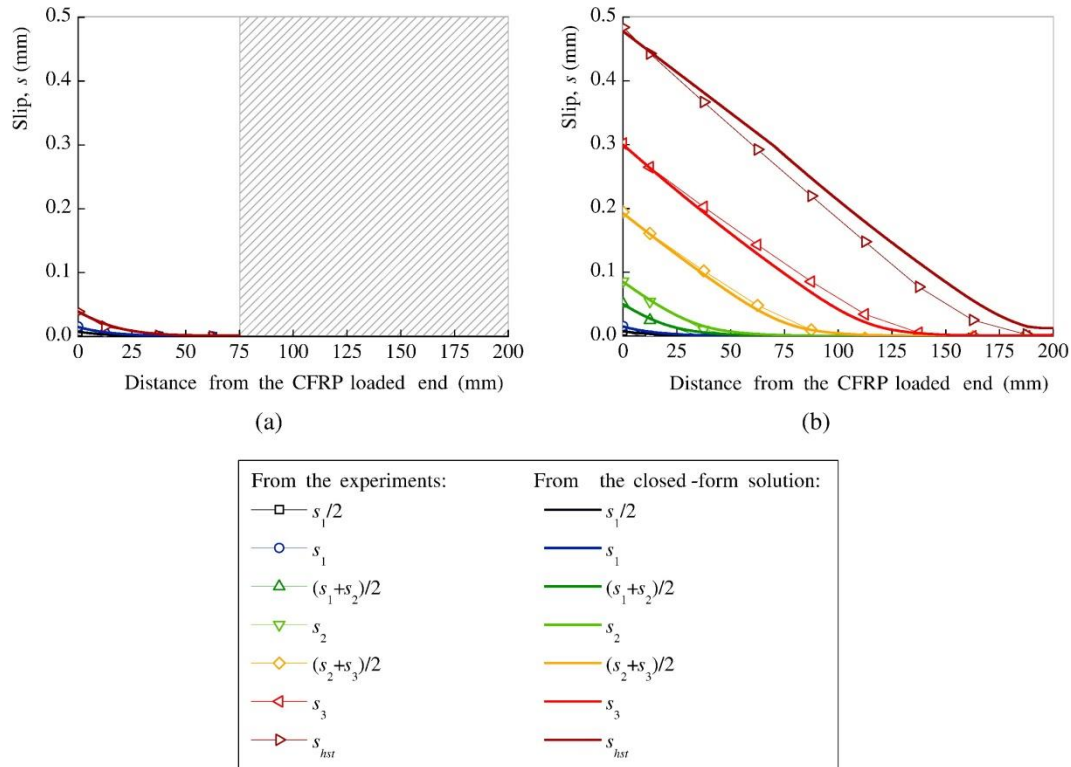 0.5
0.4
0.3
0.2
0.1
0.0
Slip, s (mm)
0 25 50 75 100 125 150 175 200
Distance from the CFRP loaded end (mm)
(a)
0.5
0.4
0.3
0.2
0.1
0.0
Slip, s (mm)
0 25 50 75 100 125 150 175 200
Distance from the CFRP loaded end (mm)
(b)
From the experiments:
s1/2
s1
(s1+s2)/2
s2
(s2+s3)/2
s3
shst
From the closed-form solution:
s1/2
s1
(s1+s2)/2
s2
(s2+s3)/2
s3
shst